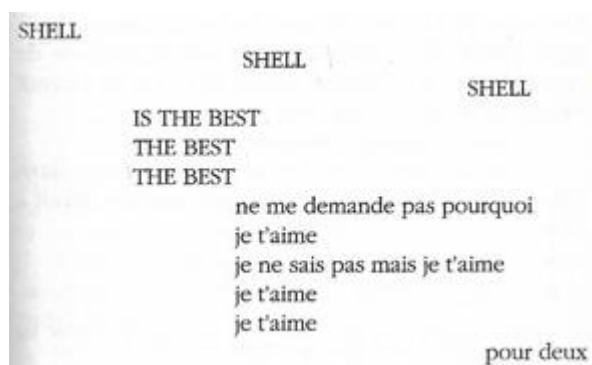 SHELL
SHELL
SHELL
IS THE BEST
THE BEST
THE BEST
ne me demande pas pourquoi
je t'aime
je ne sais pas mais je t'aime
je t'aime
je t'aime
pour deux